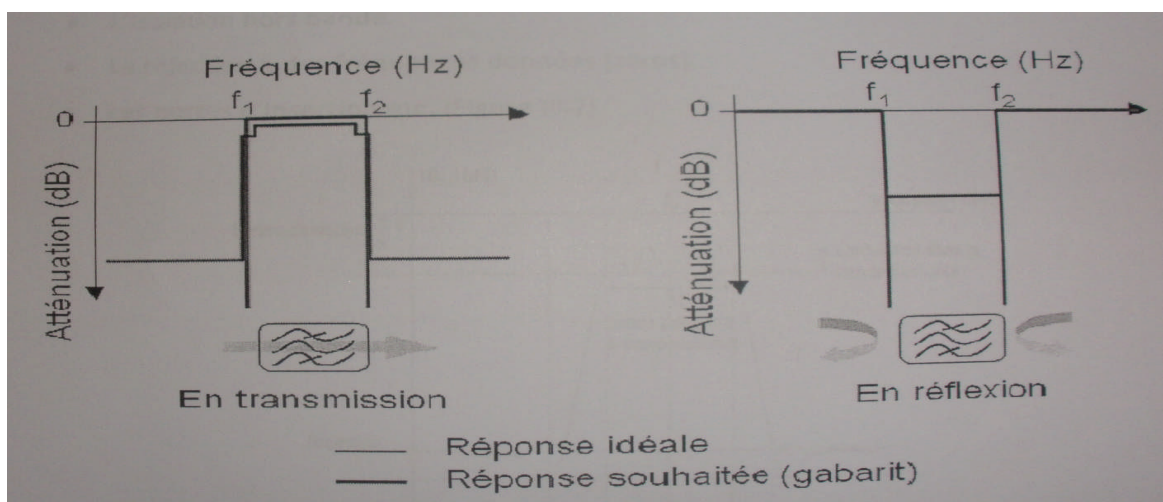 Fréquence (Hz)
f1 f2
0
Atténuation (dB)
En transmission
Fréquence (Hz)
f1 f2
0
Atténuation (dB)
En réflexion
Réponse idéale
Réponse souhaitée (gabarit)